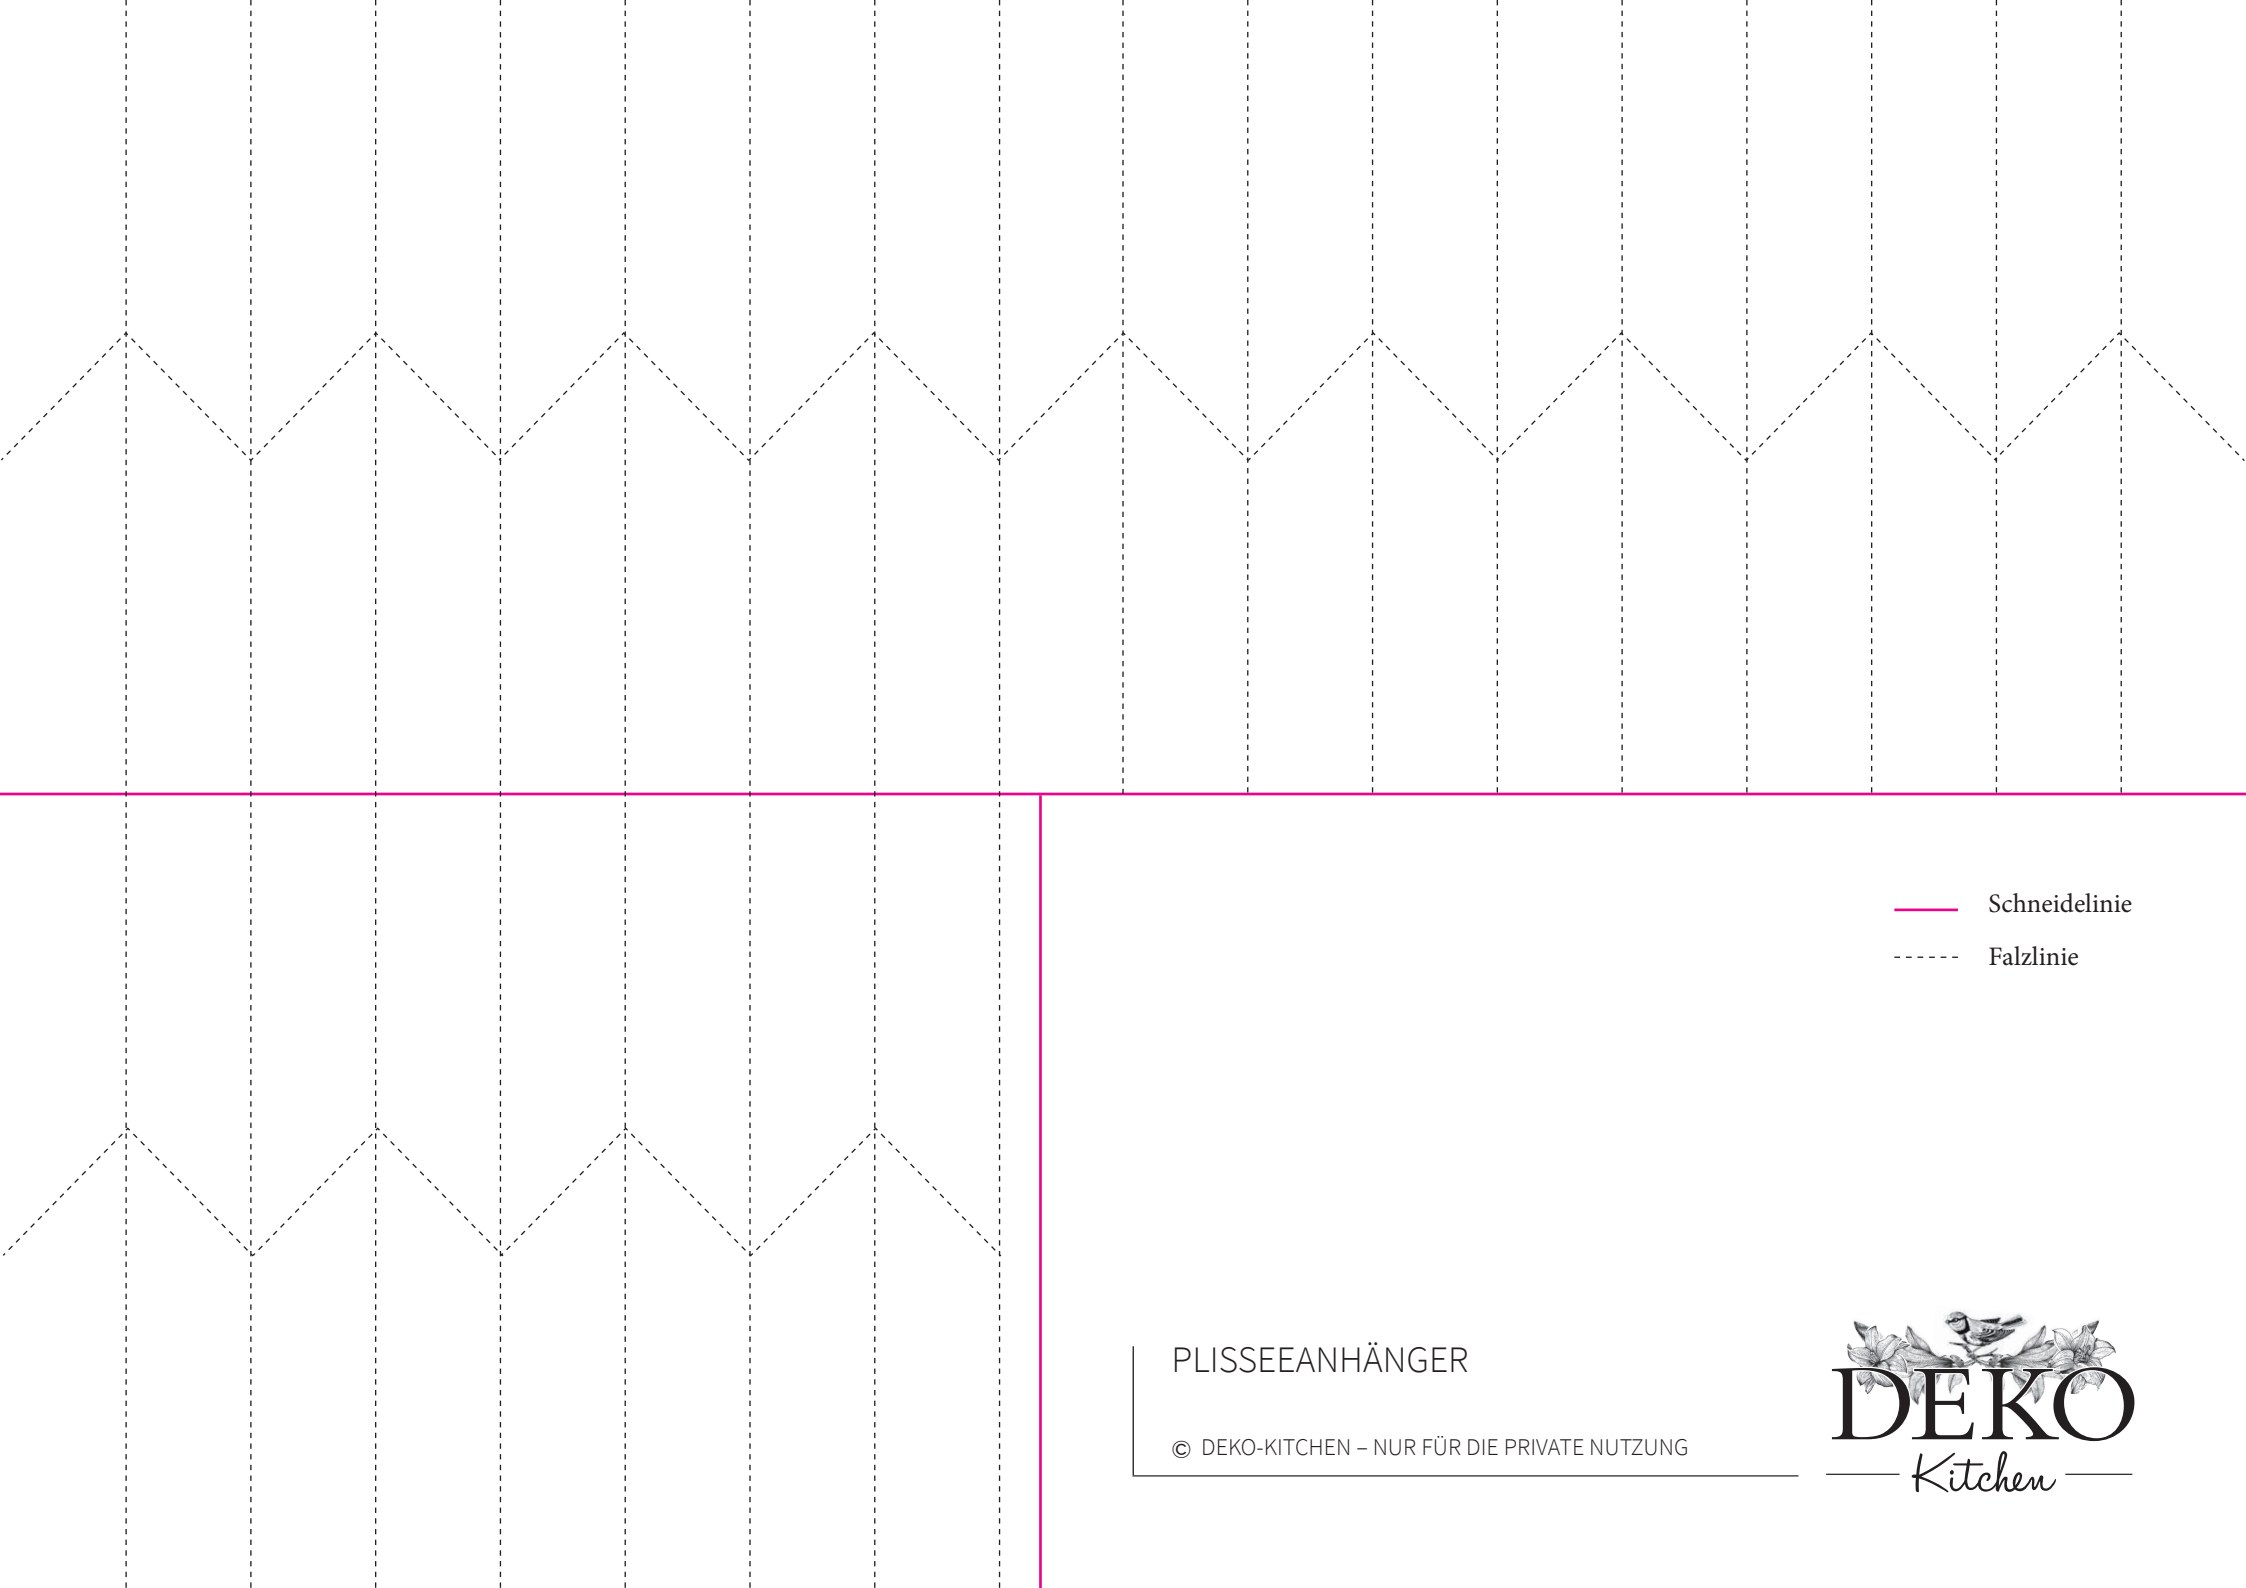 Schneidelinie
Falzlinie
PLISSEEANHÄNGER
© DEKO-KITCHEN – NUR FÜR DIE PRIVATE NUTZUNG
DEKO
Kitchen